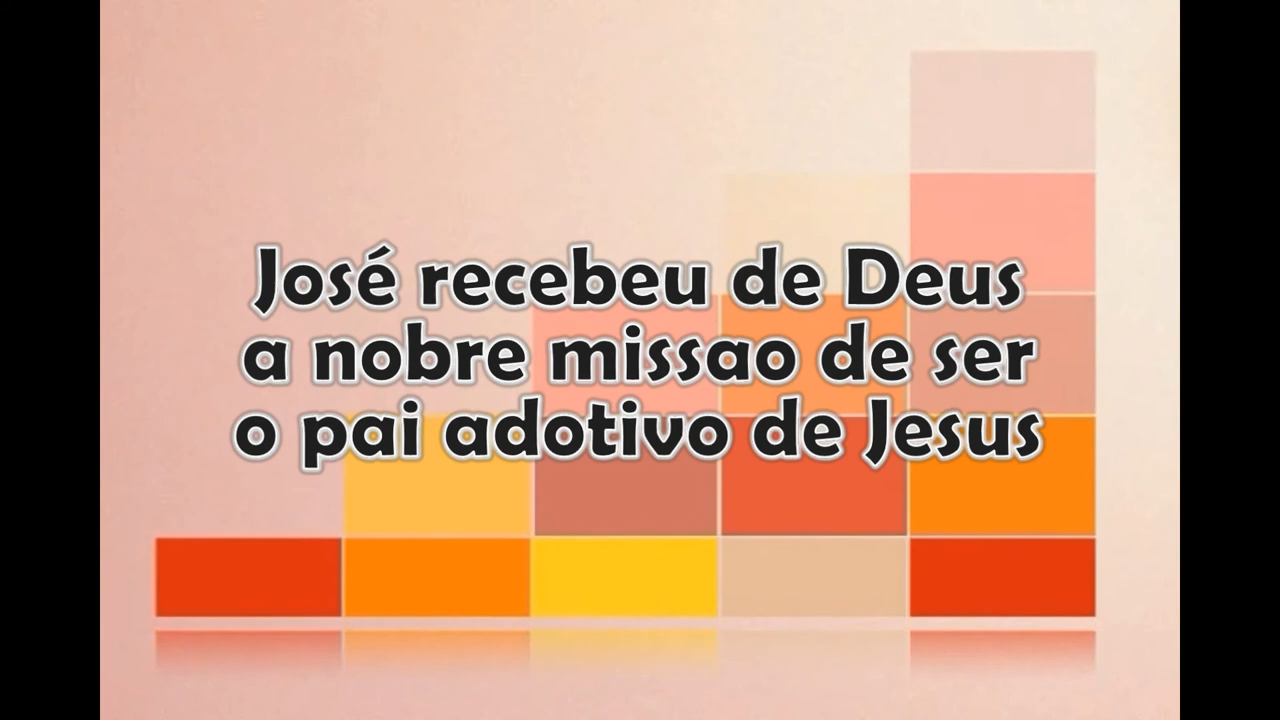 José recebeu de Deus
a nobre missao de ser
o pai adotivo de Jesus